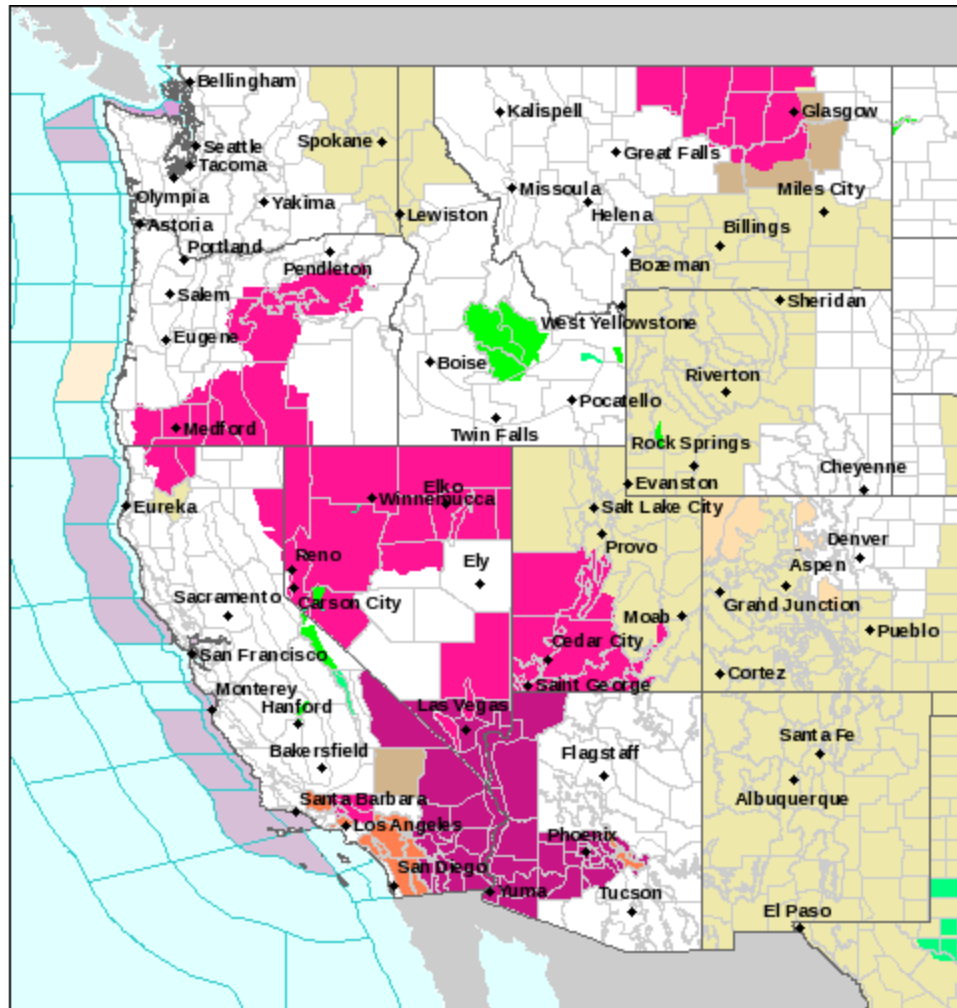 Bellingham
Kalispell
Glasgow
Spokane
Seattle
Great Falls
Tacoma
Olympia
Missoula
Miles City
Yakima
Helena
Lewiston
Astoria
Billings
Portland
Pendleton
Bozeman
Salem
Sheridan
West Yellowstone
Eugene
Boise
Riverton
Pocatello
Medford
Twin Falls
Rock Springs
Cheyenne
Elko
Evanston
Winnemucca
Eureka
Salt Lake City
Provo
Denver
Reno
Ely
Aspen
Sacramento
Carson City
Grand Junction
Moab
Pueblo
Cedar City
San Francisco
Cortez
Saint George
Monterey
Hanford
Las Vegas
Santa Fe
Bakersfield
Flagstaff
Albuquerque
Santa Barbara
Los Angeles
Phoenix
San Diego
Yuma
Tucson
El Paso